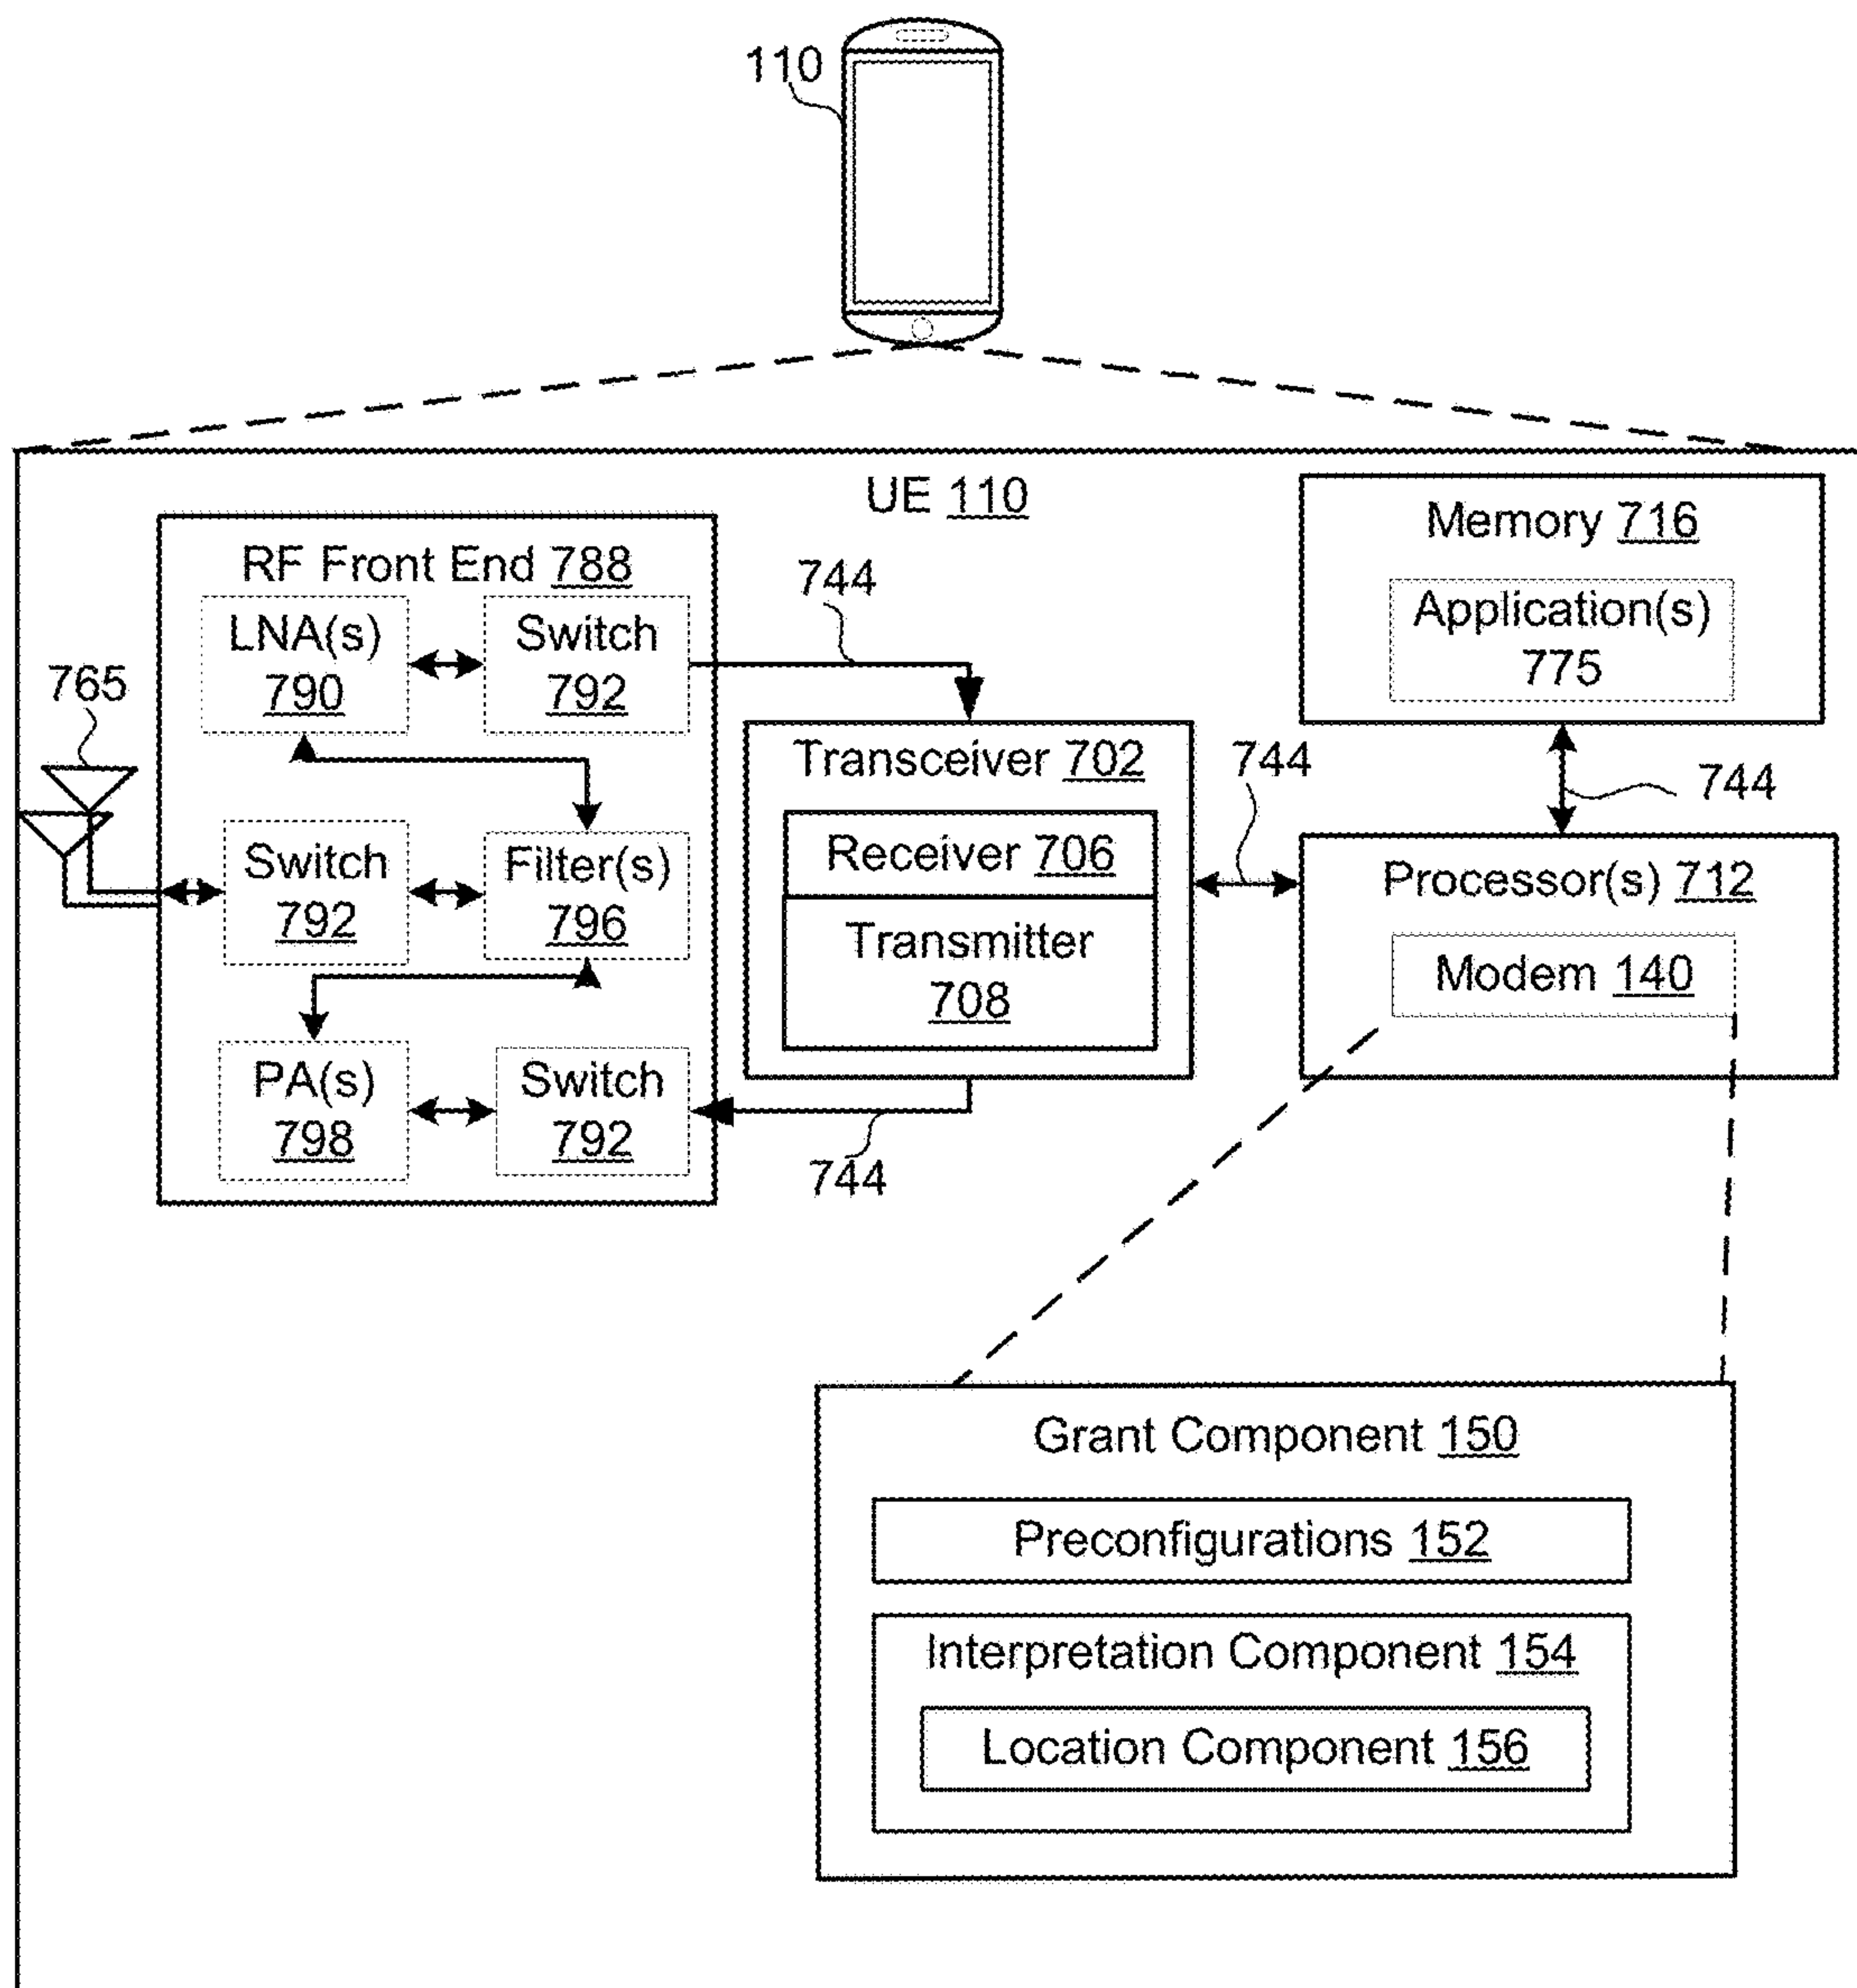 110
UE 110
RF Front End 788
LNA(s)
790
Switch
792
744
765
Switch
792
Filter(s)
796
PA(s)
798
Switch
792
744
Transceiver 702
Receiver 706
Transmitter
708
744
Memory 716
Application(s)
775
744
Processor(s) 712
Modem 140
Grant Component 150
Preconfigurations 152
Interpretation Component 154
Location Component 156